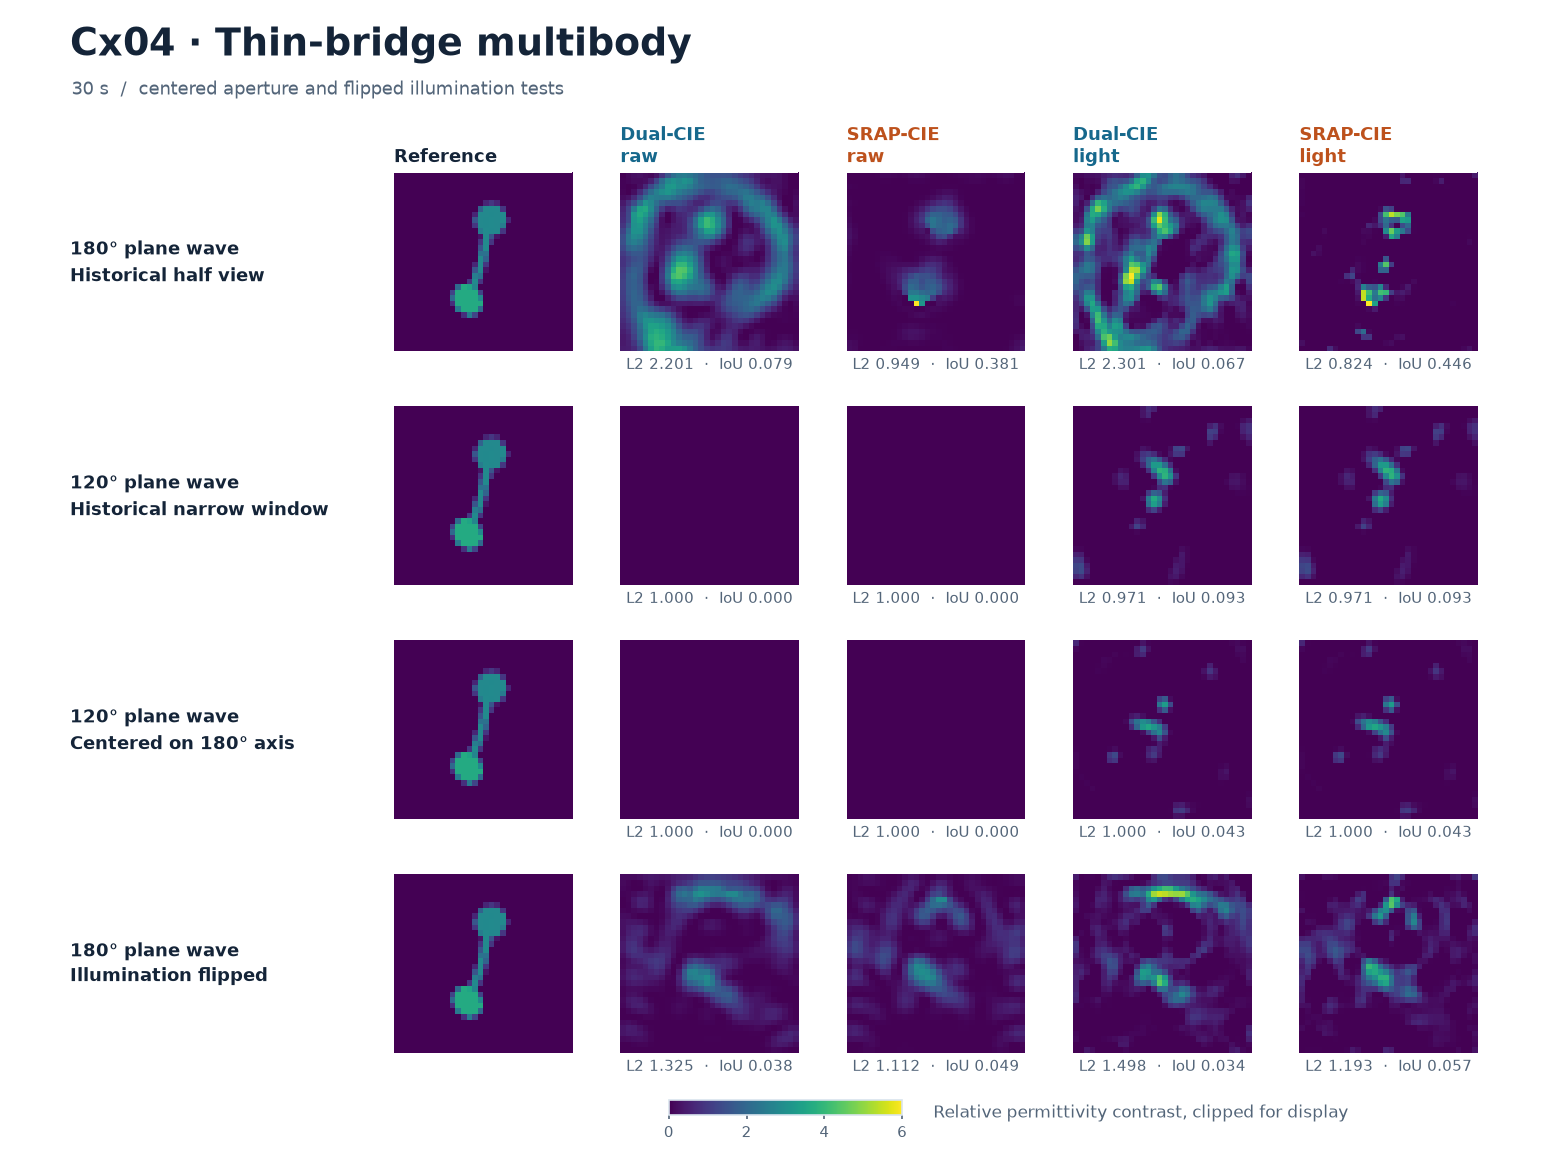 Cx04 · Thin-bridge multibody
30 s / centered aperture and flipped illumination tests
Reference
Dual-CIE
raw
SRAP-CIE
raw
Dual-CIE
light
SRAP-CIE
light
180° plane wave
Historical half view
L2 2.201 · IoU 0.079
L2 0.949 · IoU 0.381
L2 2.301 · IoU 0.067
L2 0.824 · IoU 0.446
120° plane wave
Historical narrow window
L2 1.000 · IoU 0.000
L2 1.000 · IoU 0.000
L2 0.971 · IoU 0.093
L2 0.971 · IoU 0.093
120° plane wave
Centered on 180° axis
L2 1.000 · IoU 0.000
L2 1.000 · IoU 0.000
L2 1.000 · IoU 0.043
L2 1.000 · IoU 0.043
180° plane wave
Illumination flipped
L2 1.325 · IoU 0.038
L2 1.112 · IoU 0.049
L2 1.498 · IoU 0.034
L2 1.193 · IoU 0.057
0 2 4 6
Relative permittivity contrast, clipped for display